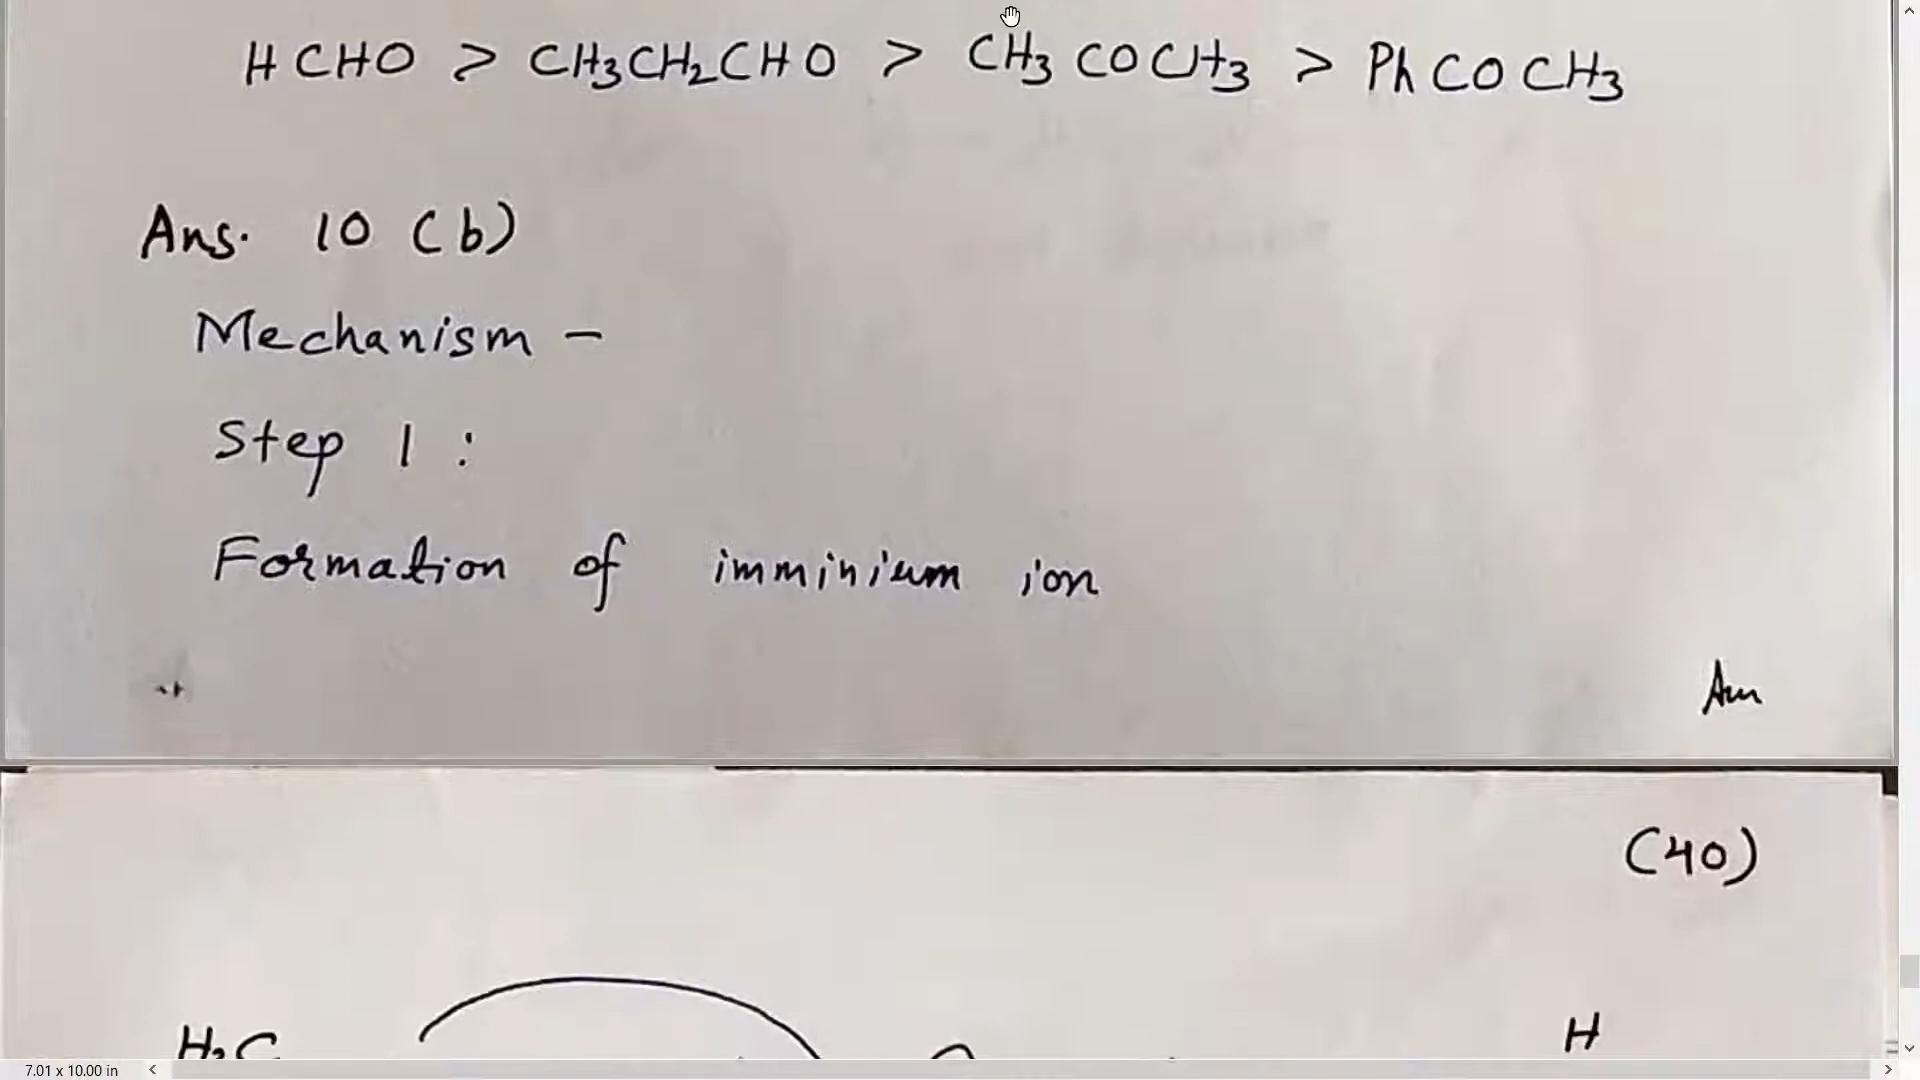 HCHO > CH3CH2CHO > CH3COCH3 > PhCOCH3
Ans. 10 (b)
Mechanism -
Step 1 :
Formation of imminium ion
(40)
H
H3C
7.01 x 10.00 in